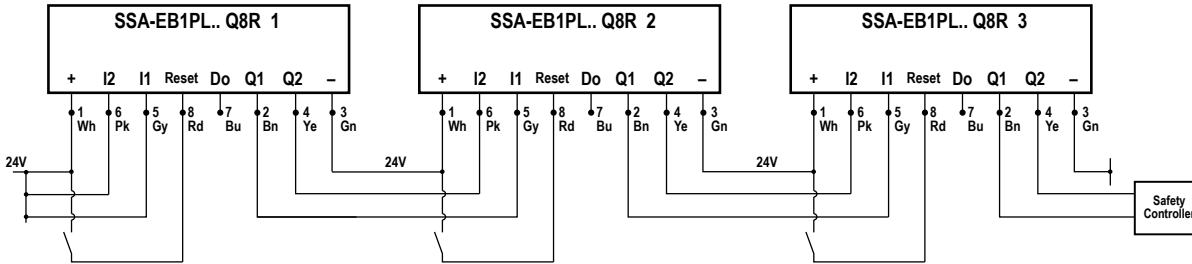 SSA-EB1PL.. Q8R 1
+ I2 I1 Reset Do Q1 Q2 –
1 6 5 8 7 2 4 3
Wh Pk Gy Rd Bu Bn Ye Gn
24V
SSA-EB1PL.. Q8R 2
+ I2 I1 Reset Do Q1 Q2 –
1 6 5 8 7 2 4 3
Wh Pk Gy Rd Bu Bn Ye Gn
24V
SSA-EB1PL.. Q8R 3
+ I2 I1 Reset Do Q1 Q2 –
1 6 5 8 7 2 4 3
Wh Pk Gy Rd Bu Bn Ye Gn
24V
Safety
Controller